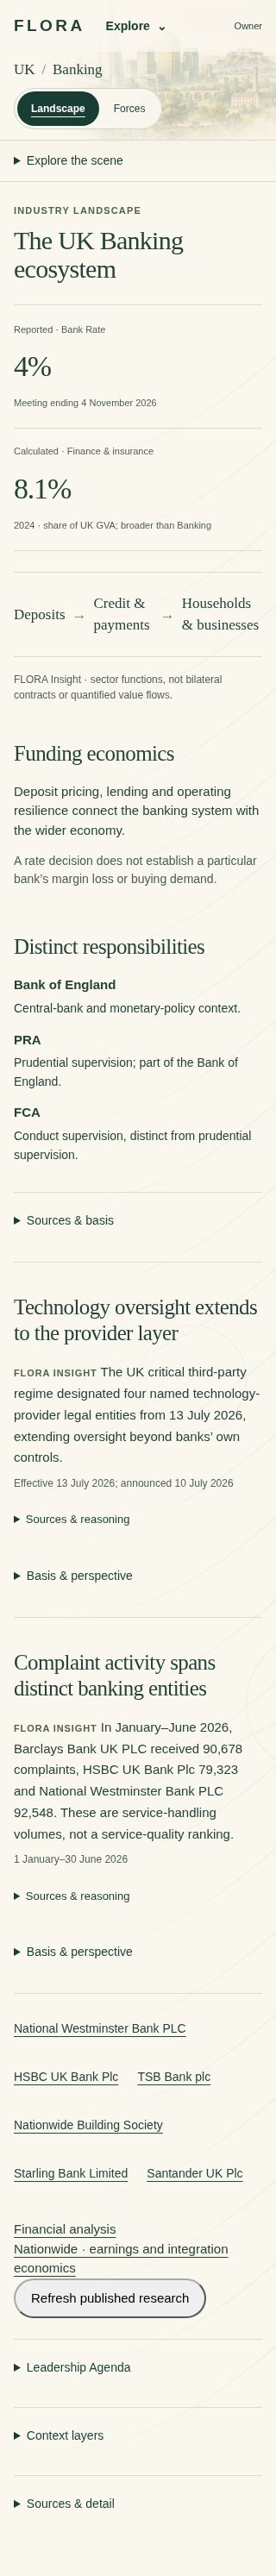 FLORA Explore ⌄ Owner
UK / Banking
Landscape Forces
▶ Explore the scene
INDUSTRY LANDSCAPE
The UK Banking
ecosystem
Reported · Bank Rate
4%
Meeting ending 4 November 2026
Calculated · Finance & insurance
8.1%
2024 · share of UK GVA; broader than Banking
Deposits → Credit & payments → Households & businesses
FLORA Insight · sector functions, not bilateral
contracts or quantified value flows.
Funding economics
Deposit pricing, lending and operating
resilience connect the banking system with
the wider economy.
A rate decision does not establish a particular
bank's margin loss or buying demand.
Distinct responsibilities
Bank of England
Central-bank and monetary-policy context.
PRA
Prudential supervision; part of the Bank of
England.
FCA
Conduct supervision, distinct from prudential
supervision.
▶ Sources & basis
Technology oversight extends
to the provider layer
FLORA INSIGHT The UK critical third-party
regime designated four named technology-
provider legal entities from 13 July 2026,
extending oversight beyond banks' own
controls.
Effective 13 July 2026; announced 10 July 2026
▶ Sources & reasoning
▶ Basis & perspective
Complaint activity spans
distinct banking entities
FLORA INSIGHT In January–June 2026,
Barclays Bank UK PLC received 90,678
complaints, HSBC UK Bank Plc 79,323
and National Westminster Bank PLC
92,548. These are service-handling
volumes, not a service-quality ranking.
1 January–30 June 2026
▶ Sources & reasoning
▶ Basis & perspective
National Westminster Bank PLC
HSBC UK Bank Plc TSB Bank plc
Nationwide Building Society
Starling Bank Limited Santander UK Plc
Financial analysis
Nationwide · earnings and integration
economics
Refresh published research
▶ Leadership Agenda
▶ Context layers
▶ Sources & detail